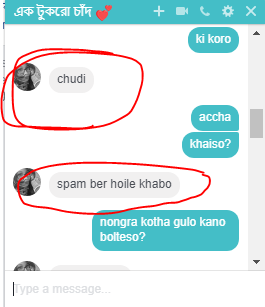 এক টুকরো চাঁদ 💕
ki koro
chudi
accha
khaiso?
spam ber hoile khabo
nongra kotha gulo kano
bolteso?
Type a message...